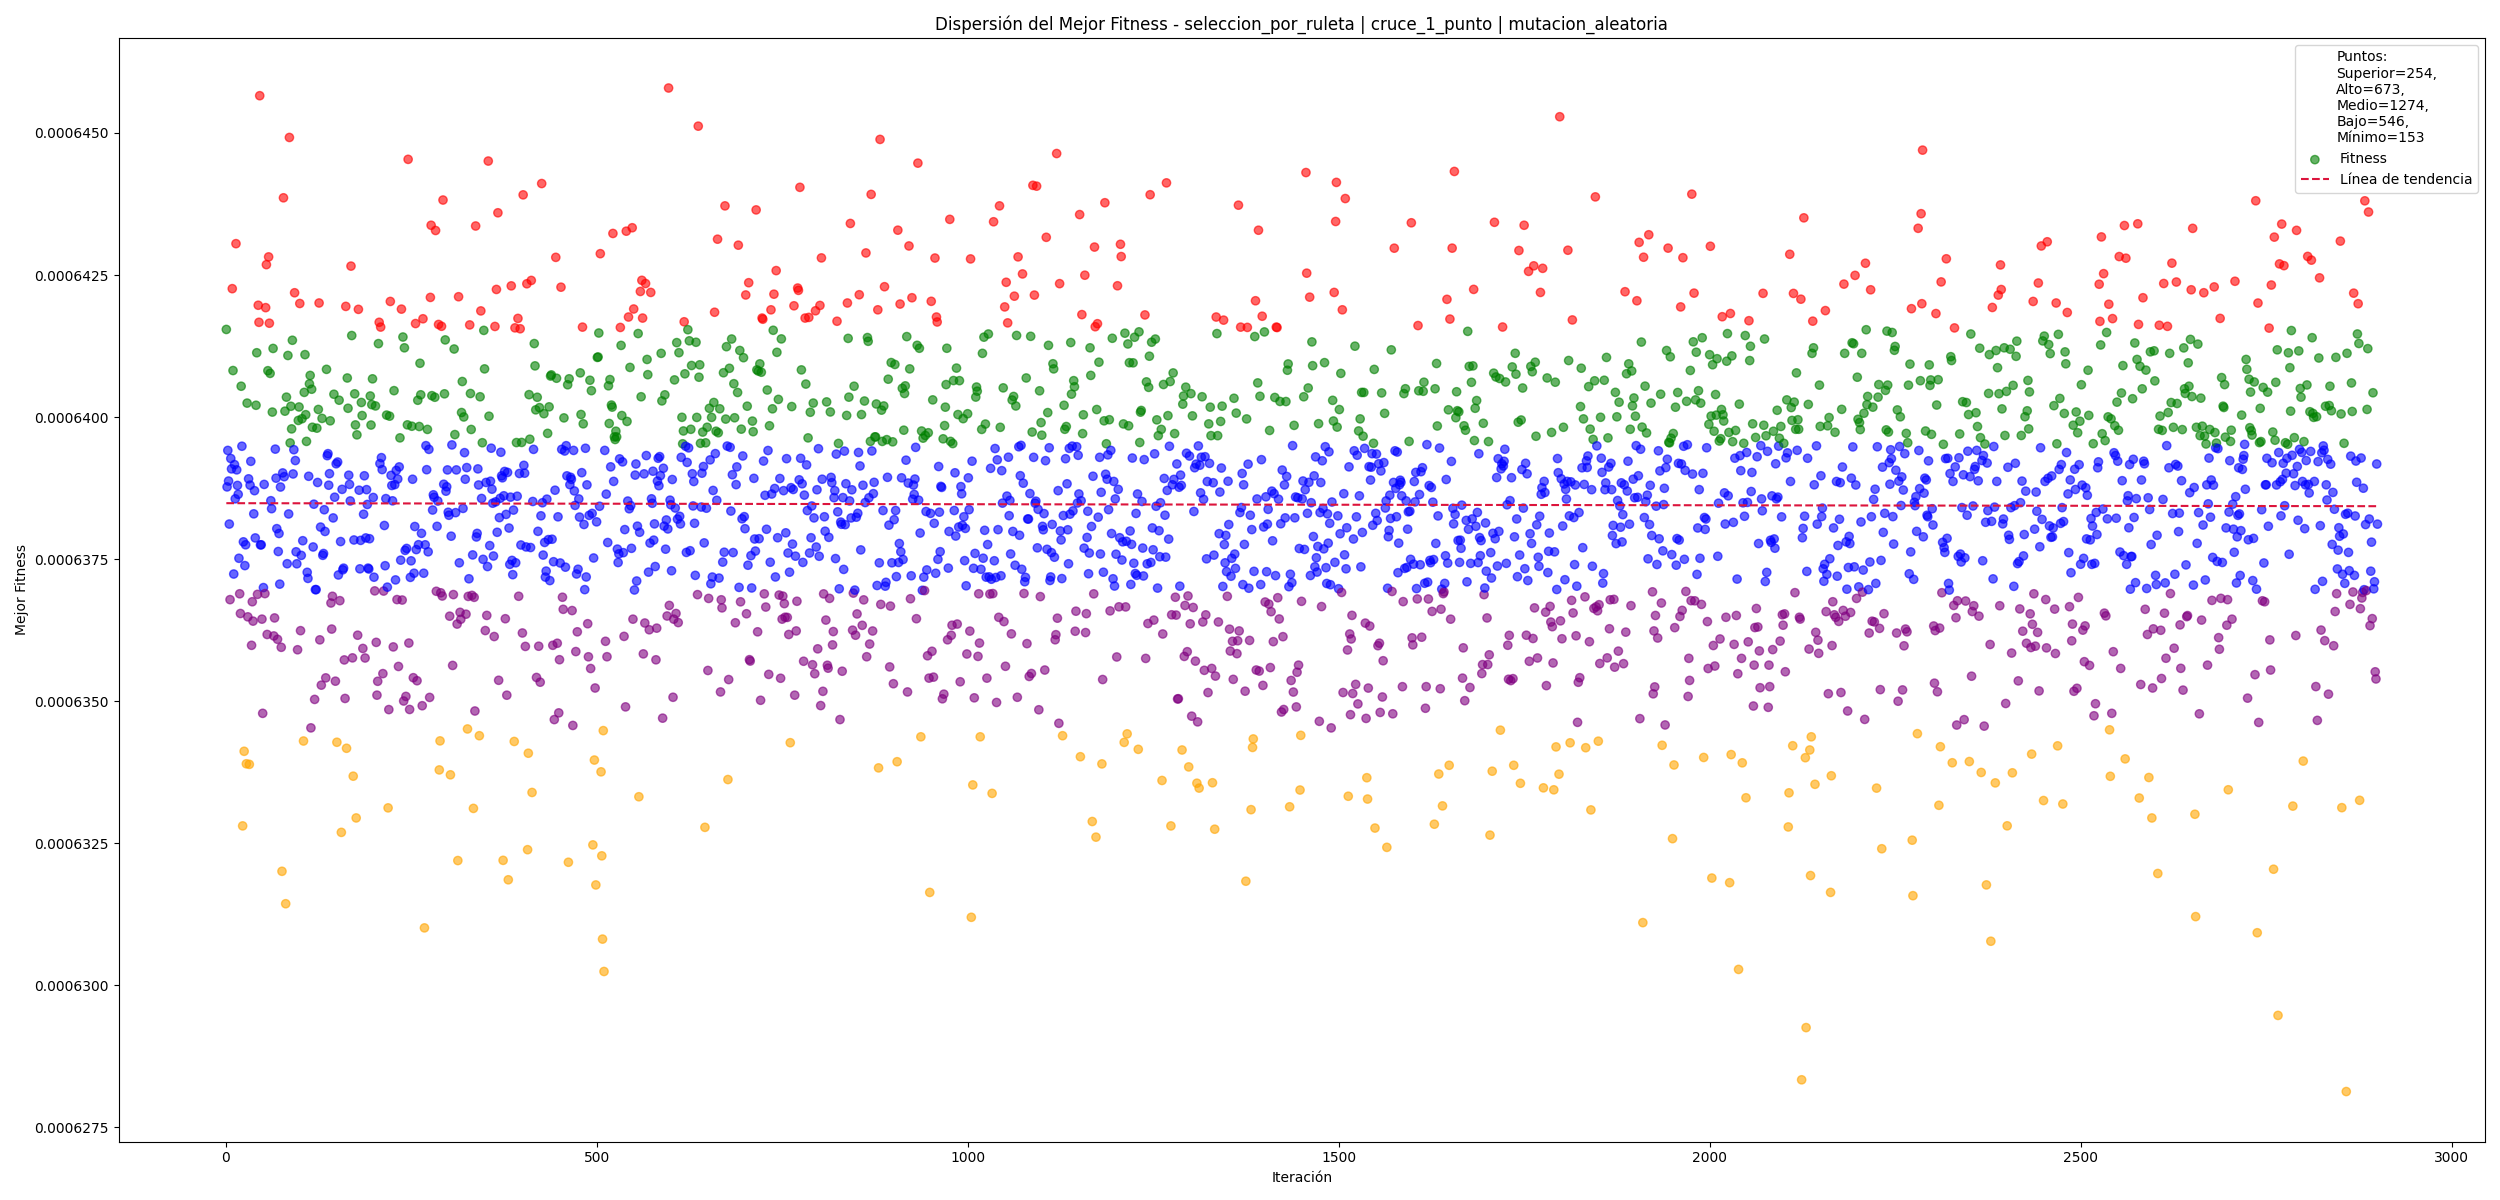 Dispersión del Mejor Fitness - seleccion_por_ruleta | cruce_1_punto | mutacion_aleatoria
Puntos:
Superior=254,
Alto=673,
Medio=1274,
Bajo=546,
Mínimo=153
Fitness
Línea de tendencia
Mejor Fitness
0.0006450
0.0006425
0.0006400
0.0006375
0.0006350
0.0006325
0.0006300
0.0006275
0
500
1000
1500
2000
2500
3000
Iteración